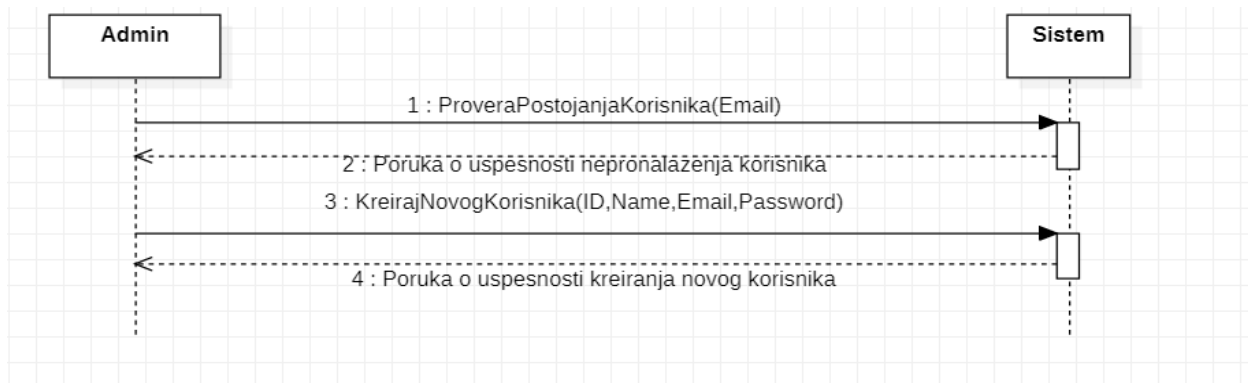 Admin
Sistem
1 : ProveraPostojanjaKorisnika(Email)
2 : Poruka o uspesnosti nepronalazenja korisnika
3 : KreirajNovogKorisnika(ID,Name,Email,Password)
4 : Poruka o uspesnosti kreiranja novog korisnika